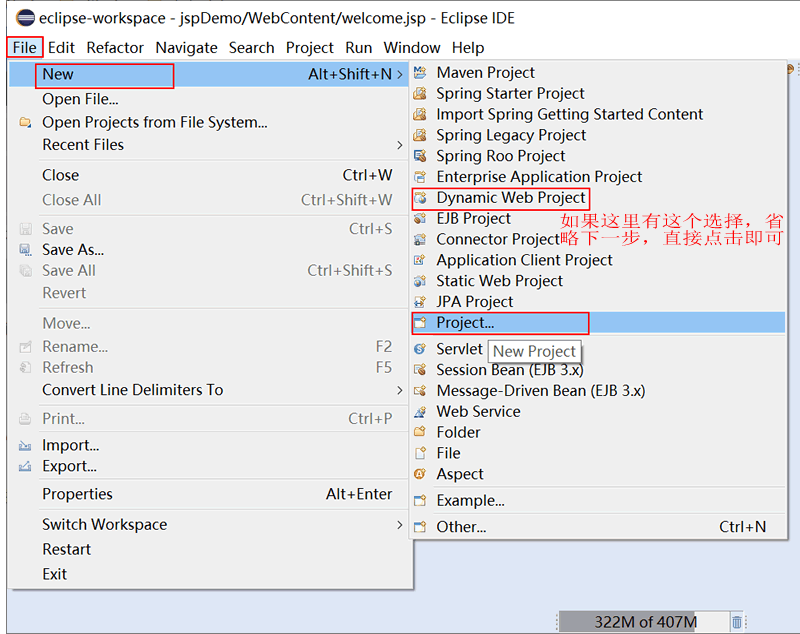 eclipse-workspace - jspDemo/WebContent/welcome.jsp - Eclipse IDE
File Edit Refactor Navigate Search Project Run Window Help
New Alt+Shift+N >
Open File...
Open Projects from File System...
Recent Files >
Close Ctrl+W
Close All Ctrl+Shift+W
Save Ctrl+S
Save As...
Save All Ctrl+Shift+S
Revert
Move...
Rename... F2
Refresh F5
Convert Line Delimiters To >
Print... Ctrl+P
Import...
Export...
Properties Alt+Enter
Switch Workspace >
Restart
Exit
Maven Project
Spring Starter Project
Import Spring Getting Started Content
Spring Legacy Project
Spring Roo Project
Enterprise Application Project
Dynamic Web Project
EJB Project
如果这里有这个选择，省
略下一步，直接点击即可
Connector Project
Application Client Project
Static Web Project
JPA Project
Project...
Servlet
New Project
Session Bean (EJB 3.x)
Message-Driven Bean (EJB 3.x)
Web Service
Folder
File
Aspect
Example...
Other... Ctrl+N
322M of 407M